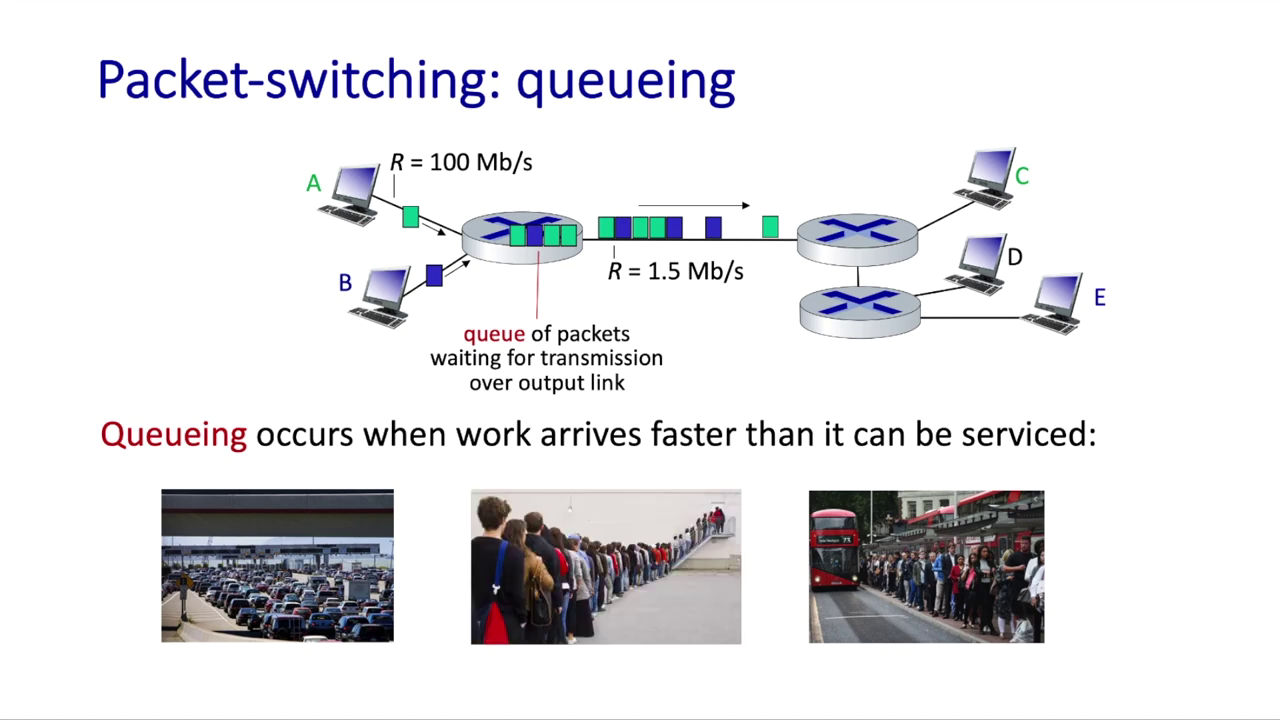 Packet-switching: queueing
R = 100 Mb/s
A
C
B
D
E
R = 1.5 Mb/s
queue of packets
waiting for transmission
over output link
Queueing occurs when work arrives faster than it can be serviced:
73